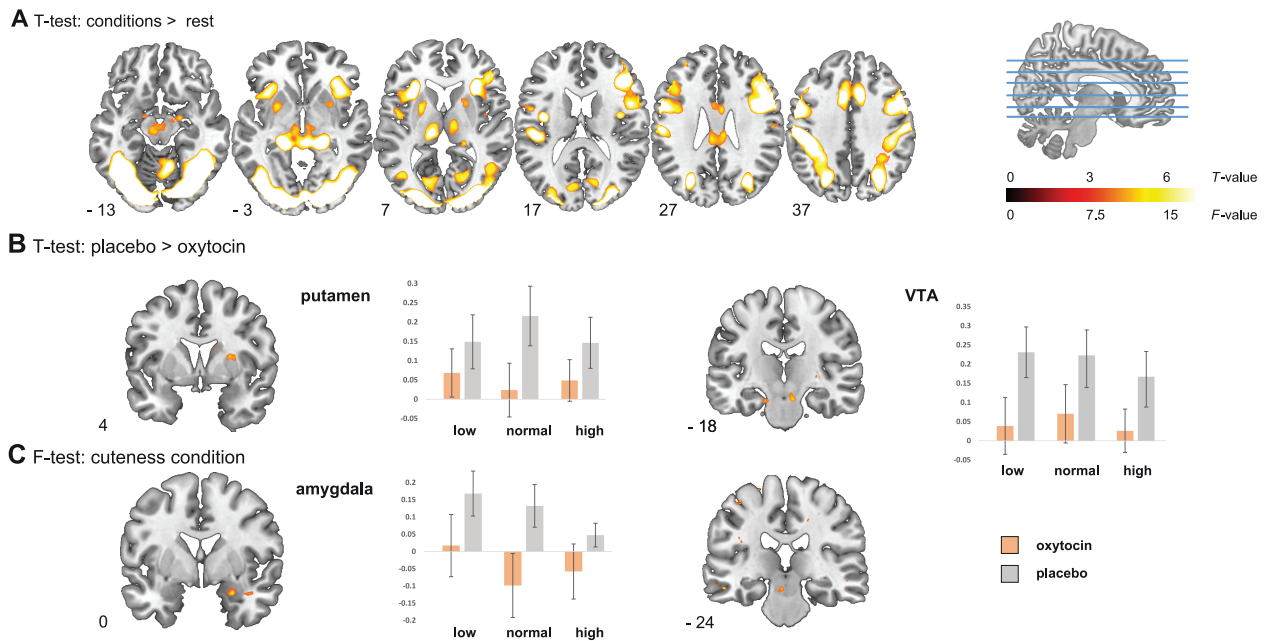 A T-test: conditions > rest
- 13
- 3
7
17
27
37
0 3 6 T-value
0 7.5 15 F-value
B T-test: placebo > oxytocin
4
putamen
0.3
0.25
0.2
0.15
0.1
0.05
0
-0.05
low normal high
- 18
VTA
0.35
0.3
0.25
0.2
0.15
0.1
0.05
0
-0.05
low normal high
C F-test: cuteness condition
0
amygdala
0.2
0.15
0.1
0.05
0
-0.05
-0.1
-0.15
-0.2
low normal high
- 24
oxytocin
placebo